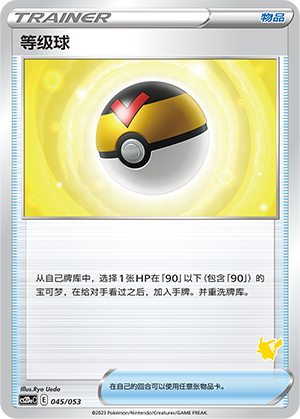 TRAINER
物品
等级球
从自己牌库中，选择1张HP在「90」以下（包含「90」）的
宝可梦，在给对手看过之后，加入手牌。并重洗牌库。
Illus.Ryo Ueda
E 045/053
在自己的回合可以使用任意张物品卡。
©2023 Pokémon/Nintendo/Creatures/GAME FREAK.